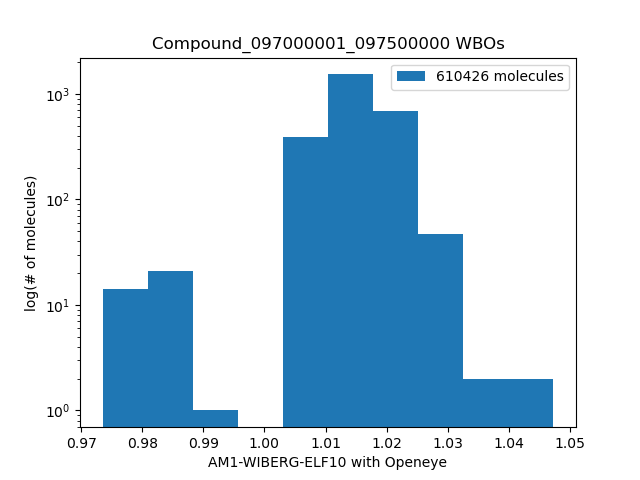 Compound_097000001_097500000 WBOs
610426 molecules
log(# of molecules)
10³
10²
10¹
10⁰
0.97 0.98 0.99 1.00 1.01 1.02 1.03 1.04 1.05
AM1-WIBERG-ELF10 with Openeye